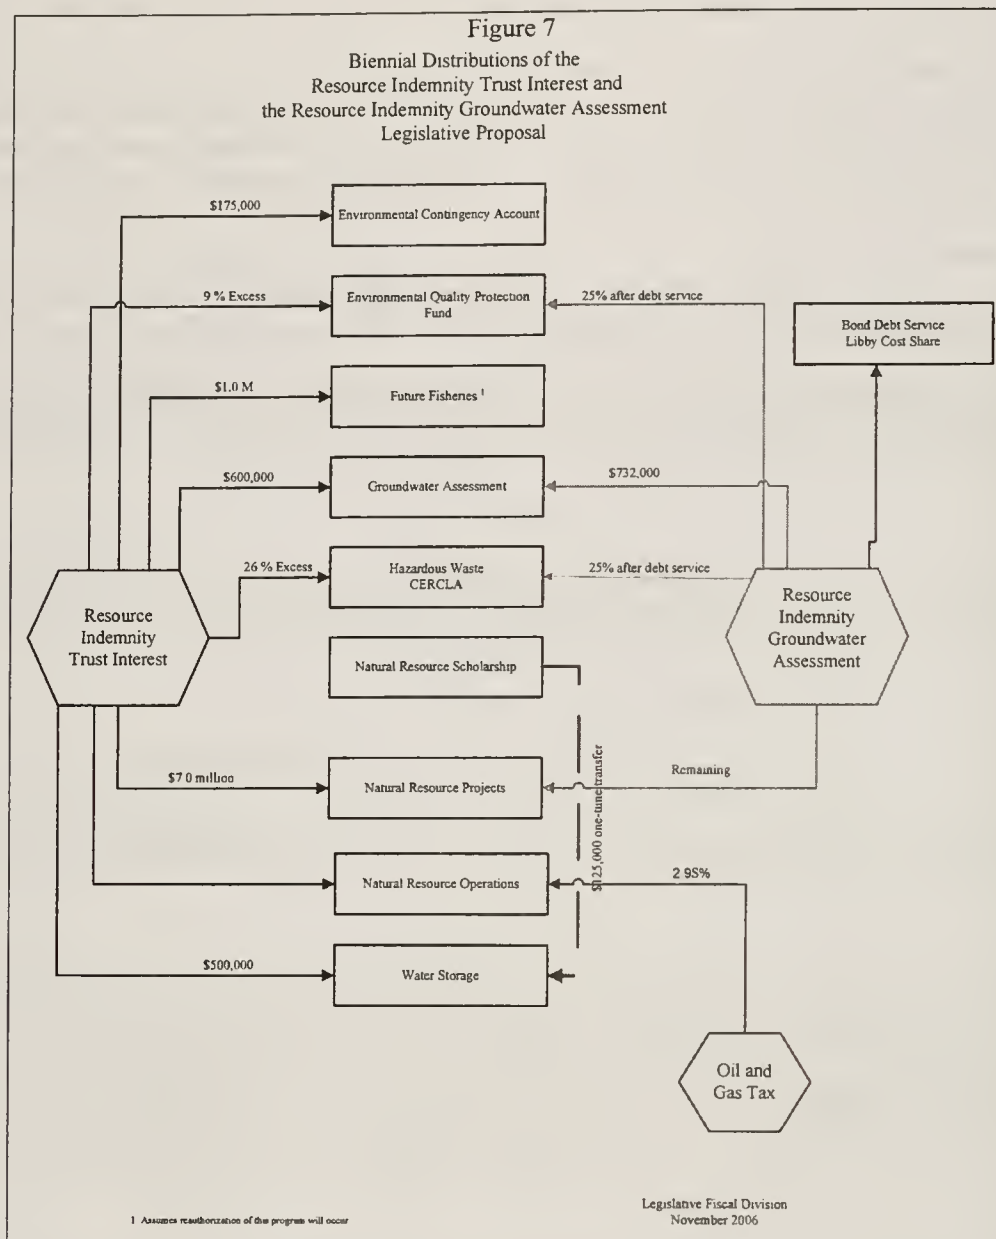 Figure 7
Biennial Distributions of the
Resource Indemnity Trust Interest and
the Resource Indemnity Groundwater Assessment
Legislative Proposal
$175,000
Environmental Contingency Account
9 % Excess
Environmental Quality Protection
Fund
25% after debt service
Bond Debt Service
Libby Cost Share
$1.0 M
Future Fisheries 1
$600,000
Groundwater Assessment
$732,000
26 % Excess
Hazardous Waste
CERCLA
25% after debt service
Resource
Indemnity
Trust Interest
Resource
Indemnity
Groundwater
Assessment
Natural Resource Scholarship
$125,000 one-time transfer
$7 0 million
Natural Resource Projects
Remaining
Natural Resource Operations
2 95%
$500,000
Water Storage
Oil and
Gas Tax
1 Assumes reauthorization of this program will occur
Legislative Fiscal Division
November 2006